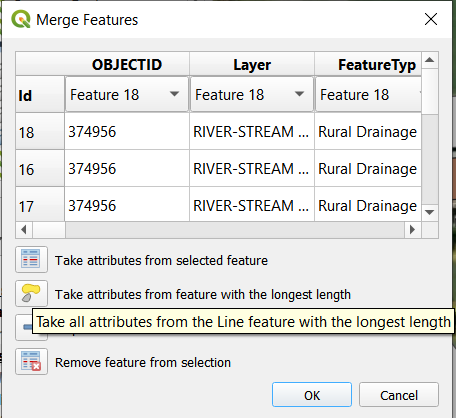 Merge Features
OBJECTID Layer FeatureTyp
Id Feature 18 Feature 18 Feature 18
18 374956 RIVER-STREAM ... Rural Drainage
16 374956 RIVER-STREAM ... Rural Drainage
17 374956 RIVER-STREAM ... Rural Drainage
Take attributes from selected feature
Take attributes from feature with the longest length
Take all attributes from the Line feature with the longest length
Remove feature from selection
OK Cancel